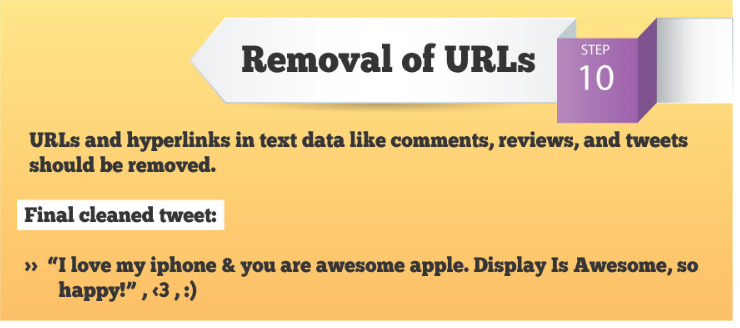 Removal of URLs
STEP
10
URLs and hyperlinks in text data like comments, reviews, and tweets
should be removed.
Final cleaned tweet:
›› “I love my iphone & you are awesome apple. Display Is Awesome, so
happy!” , ‹3 , :)